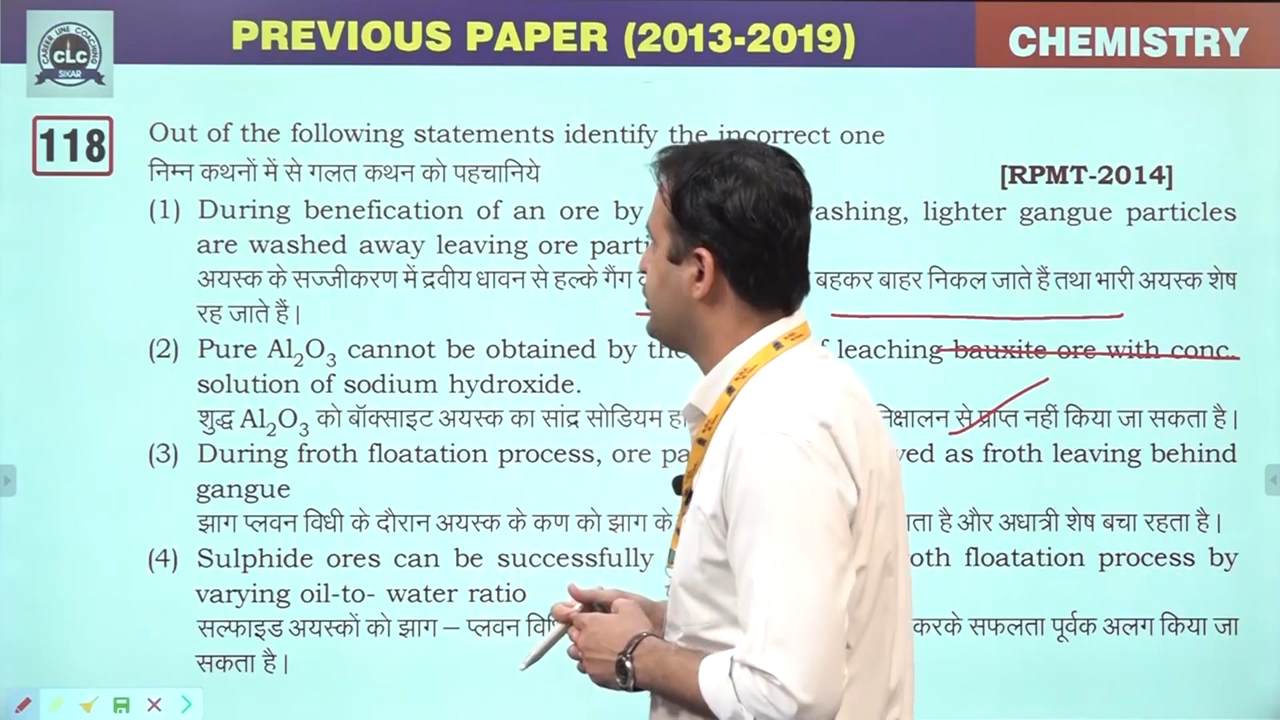 CAREER LINE COACHING
CLC
SIKAR
PREVIOUS PAPER (2013-2019)
CHEMISTRY
118
Out of the following statements identify the incorrect one
निम्न कथनों में से गलत कथन को पहचानिये
[RPMT-2014]
(1) During benefication of an ore by ashing, lighter gangue particles
are washed away leaving ore
अयस्क के सज्जीकरण में द्रवीय धावन से हल्के गैंग बहकर बाहर निकल जाते हैं तथा भारी अयस्क शेष
रह जाते हैं।
(2) Pure Al₂O₃ cannot be obtained by leaching bauxite ore with conc.
solution of sodium hydroxide.
शुद्ध Al₂O₃ को बॉक्साइट अयस्क का सांद्र सोडियम निक्षालन से प्राप्त नहीं किया जा सकता है।
(3) During froth floatation process, ore ved as froth leaving behind
gangue
झाग प्लवन विधी के दौरान अयस्क के कण को झाग के है और अधात्री शेष बचा रहता है।
(4) Sulphide ores can be successfully oth floatation process by
varying oil-to- water ratio
सल्फाइड अयस्कों को झाग – प्लवन करके सफलता पूर्वक अलग किया जा
सकता है।